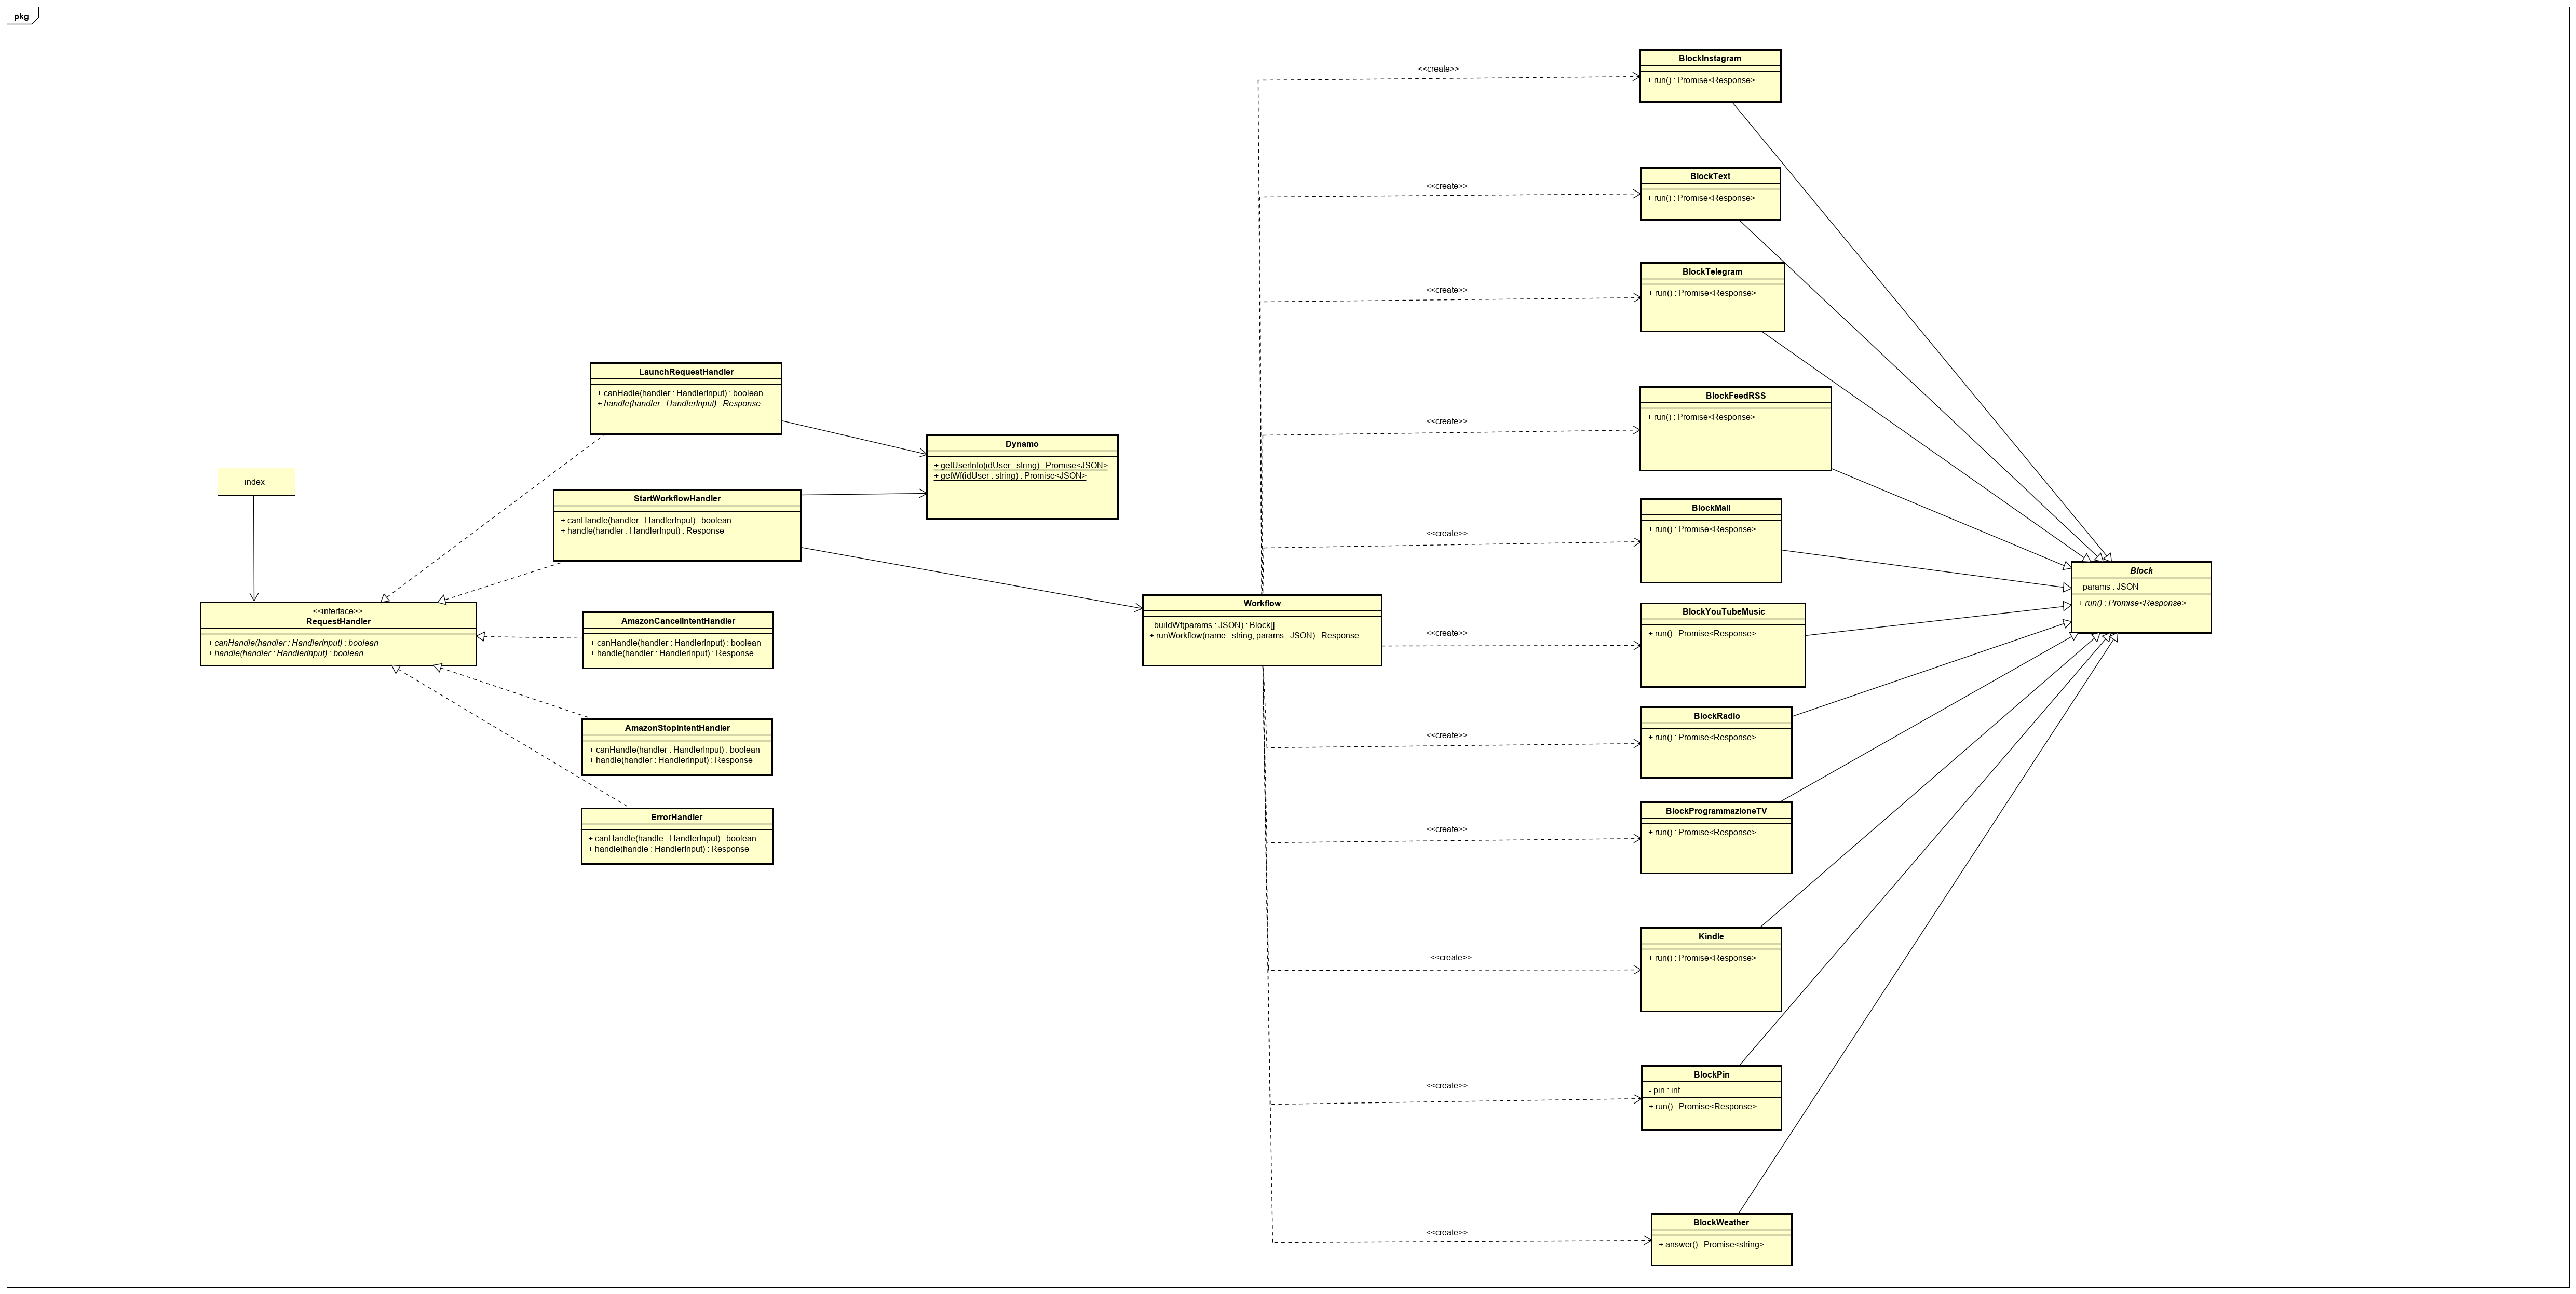 pkg
index
<<interface>>
RequestHandler
+ canHandle(handler : HandlerInput) : boolean
+ handle(handler : HandlerInput) : boolean
LaunchRequestHandler
+ canHadle(handler : HandlerInput) : boolean
+ handle(handler : HandlerInput) : Response
StartWorkflowHandler
+ canHandle(handler : HandlerInput) : boolean
+ handle(handler : HandlerInput) : Response
AmazonCancelIntentHandler
+ canHandle(handler : HandlerInput) : boolean
+ handle(handler : HandlerInput) : Response
AmazonStopIntentHandler
+ canHandle(handler : HandlerInput) : boolean
+ handle(handler : HandlerInput) : Response
ErrorHandler
+ canHandle(handle : HandlerInput) : boolean
+ handle(handle : HandlerInput) : Response
Dynamo
+ getUserInfo(idUser : string) : Promise<JSON>
+ getWf(idUser : string) : Promise<JSON>
Workflow
- buildWf(params : JSON) : Block[]
+ runWorkflow(name : string, params : JSON) : Response
<<create>>
<<create>>
<<create>>
<<create>>
<<create>>
<<create>>
<<create>>
<<create>>
<<create>>
<<create>>
<<create>>
BlockInstagram
+ run() : Promise<Response>
BlockText
+ run() : Promise<Response>
BlockTelegram
+ run() : Promise<Response>
BlockFeedRSS
+ run() : Promise<Response>
BlockMail
+ run() : Promise<Response>
BlockYouTubeMusic
+ run() : Promise<Response>
BlockRadio
+ run() : Promise<Response>
BlockProgrammazioneTV
+ run() : Promise<Response>
Kindle
+ run() : Promise<Response>
BlockPin
- pin : int
+ run() : Promise<Response>
BlockWeather
+ answer() : Promise<string>
Block
- params : JSON
+ run() : Promise<Response>